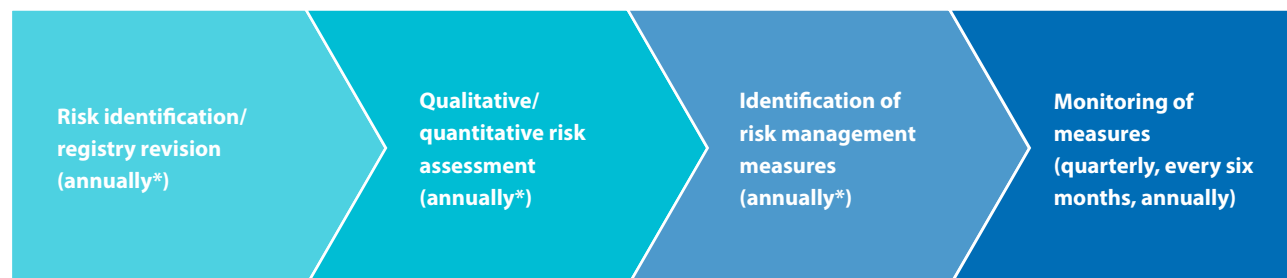 Risk identification/
registry revision
(annually*)
Qualitative/
quantitative risk
assessment
(annually*)
Identification of
risk management
measures
(annually*)
Monitoring of
measures
(quarterly, every six
months, annually)